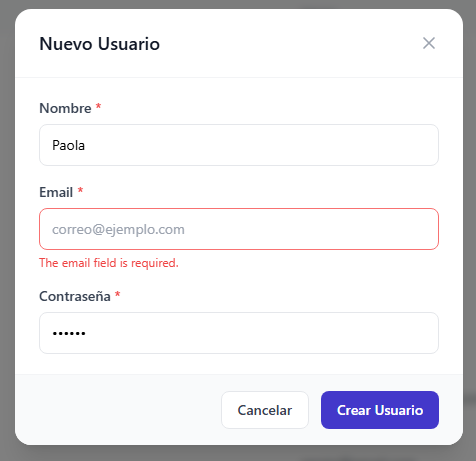 Nuevo Usuario
Nombre *
Paola
Email *
correo@ejemplo.com
The email field is required.
Contraseña *
••••••
Cancelar
Crear Usuario